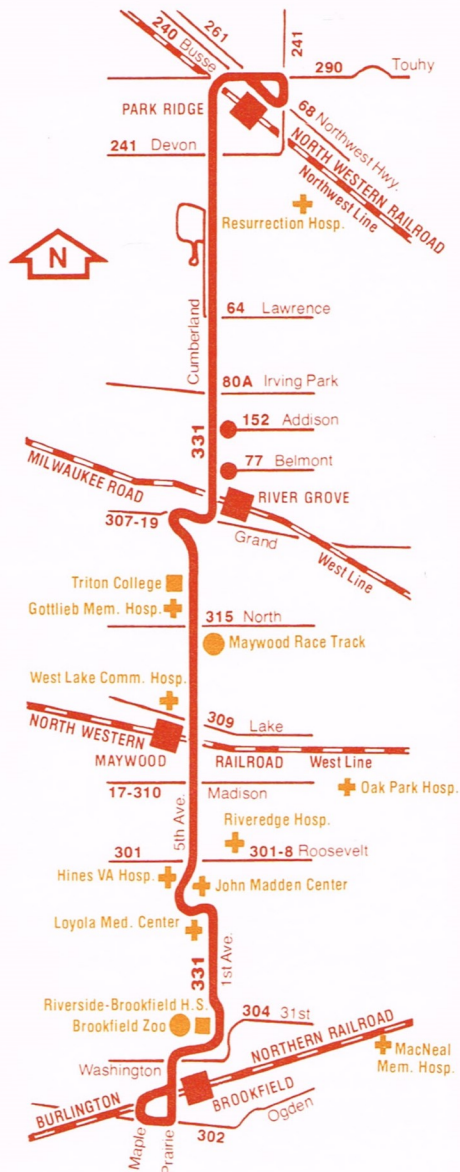 240 Busse
261
241
290 Touhy
PARK RIDGE
68 Northwest Hwy.
241 Devon
NORTH WESTERN RAILROAD
Northwest Line
Resurrection Hosp.
N
Cumberland
64 Lawrence
80A Irving Park
331
152 Addison
77 Belmont
MILWAUKEE ROAD
RIVER GROVE
307-19
Grand
West Line
Triton College
Gottlieb Mem. Hosp.
315 North
Maywood Race Track
West Lake Comm. Hosp.
309 Lake
NORTH WESTERN RAILROAD
West Line
MAYWOOD
17-310 Madison
Oak Park Hosp.
5th Ave.
Riveredge Hosp.
301
301-8 Roosevelt
Hines VA Hosp.
John Madden Center
Loyola Med. Center
331
1st Ave.
Riverside-Brookfield H.S.
Brookfield Zoo
304 31st
Washington
BURLINGTON NORTHERN RAILROAD
MacNeal
Mem. Hosp.
BROOKFIELD
Ogden
302
Maple
Prairie